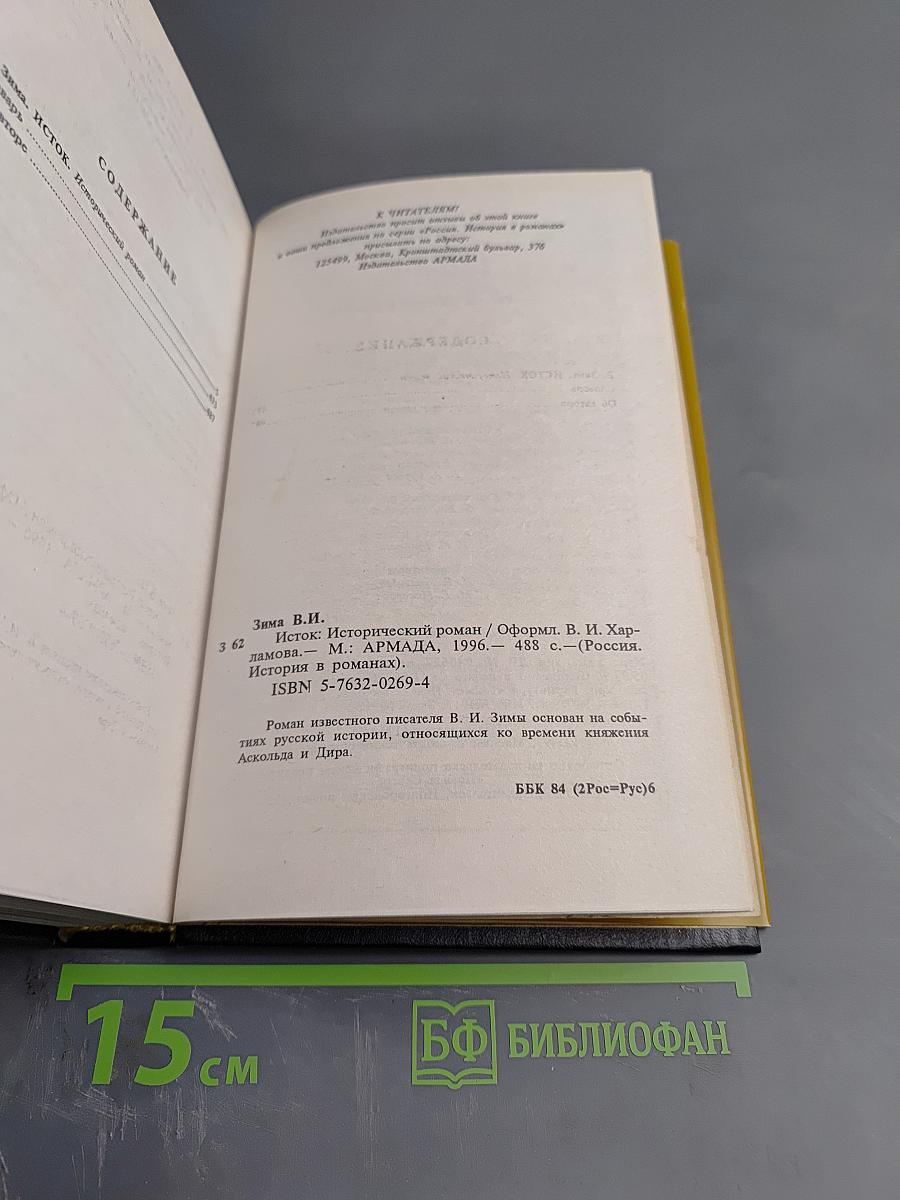 СОДЕРЖАНИЕ
Зима. ИСТОК. Исторический роман
5
487
К ЧИТАТЕЛЯМ!
Издательство просит отзывы об этой книге
и ваши предложения по серии «Россия. История в романах»
присылать по адресу:
125499, Москва, Кронштадтский бульвар, 37б
Издательство АРМАДА
Зима В.И.
З 62
Исток: Исторический роман / Оформл. В. И. Хар-
ламова.— М.: АРМАДА, 1996.— 488 с.—(Россия.
История в романах).
ISBN 5-7632-0269-4
Роман известного писателя В. И. Зимы основан на собы-
тиях русской истории, относящихся ко времени княжения
Аскольда и Дира.
ББК 84 (2Рос=Рус)6
15 см
БФ БИБЛИОФАН